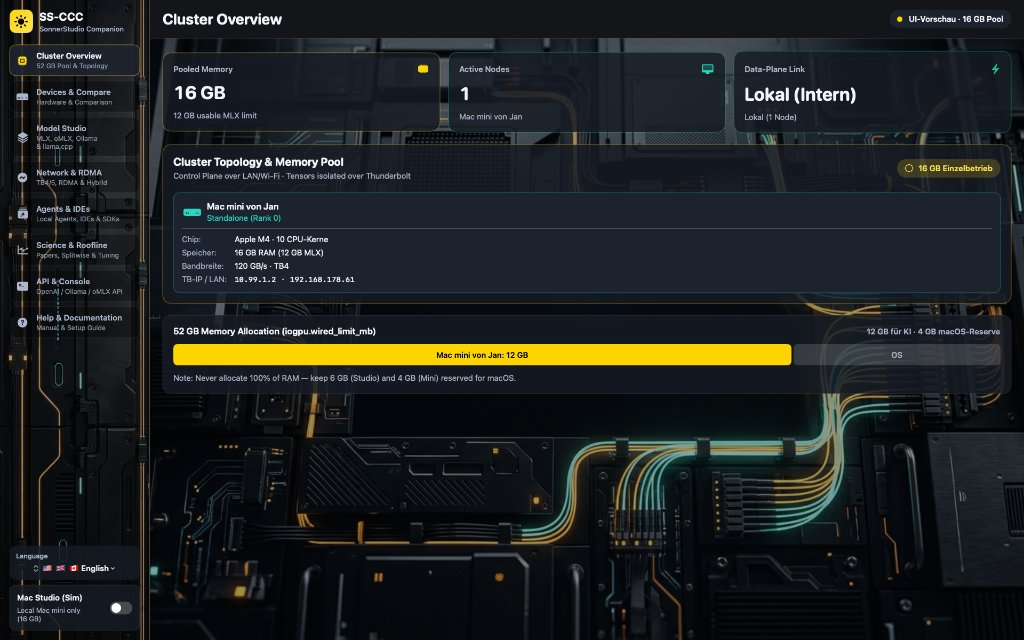 SS-CCC
SonnerStudio Companion
Cluster Overview
52 GB Pool & Topology
Devices & Compare
Hardware & Comparison
Model Studio
MLX, oMLX, Ollama
& llama.cpp
Network & RDMA
TB4/5, RDMA & Hybrid
Agents & IDEs
Local Agents, IDEs & SDKs
Science & Roofline
Papers, Splitwise & Tuning
API & Console
OpenAI / Ollama / oMLX API
Help & Documentation
Manual & Setup Guide
Language
English
Mac Studio (Sim)
Local Mac mini only
(16 GB)
Cluster Overview
UI-Vorschau · 16 GB Pool
Pooled Memory
16 GB
12 GB usable MLX limit
Active Nodes
1
Mac mini von Jan
Data-Plane Link
Lokal (Intern)
Lokal (1 Node)
Cluster Topology & Memory Pool
Control Plane over LAN/Wi-Fi · Tensors isolated over Thunderbolt
16 GB Einzelbetrieb
Mac mini von Jan
Standalone (Rank 0)
Chip: Apple M4 · 10 CPU-Kerne
Speicher: 16 GB RAM (12 GB MLX)
Bandbreite: 120 GB/s · TB4
TB-IP / LAN: 10.99.1.2 · 192.168.178.61
52 GB Memory Allocation (iogpu.wired_limit_mb)
12 GB für KI · 4 GB macOS-Reserve
Mac mini von Jan: 12 GB
OS
Note: Never allocate 100% of RAM — keep 6 GB (Studio) and 4 GB (Mini) reserved for macOS.